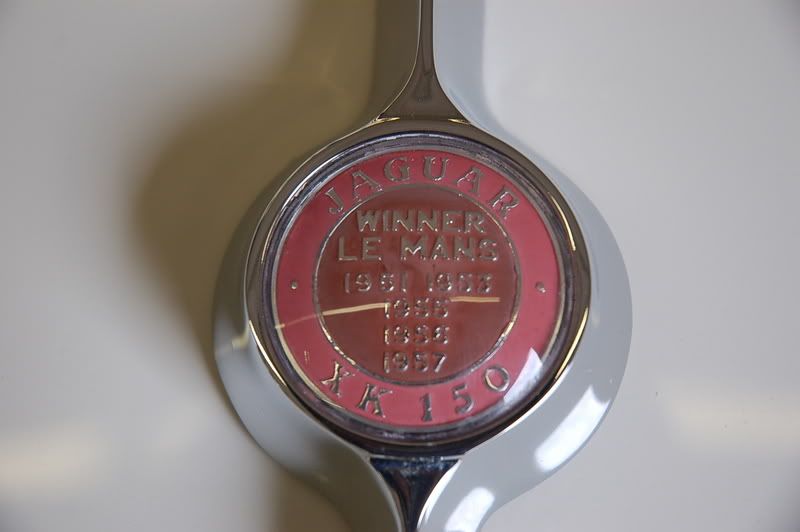 JAGUAR
WINNER
LE MANS
1951 1953
1955
1956
1957
XK 150